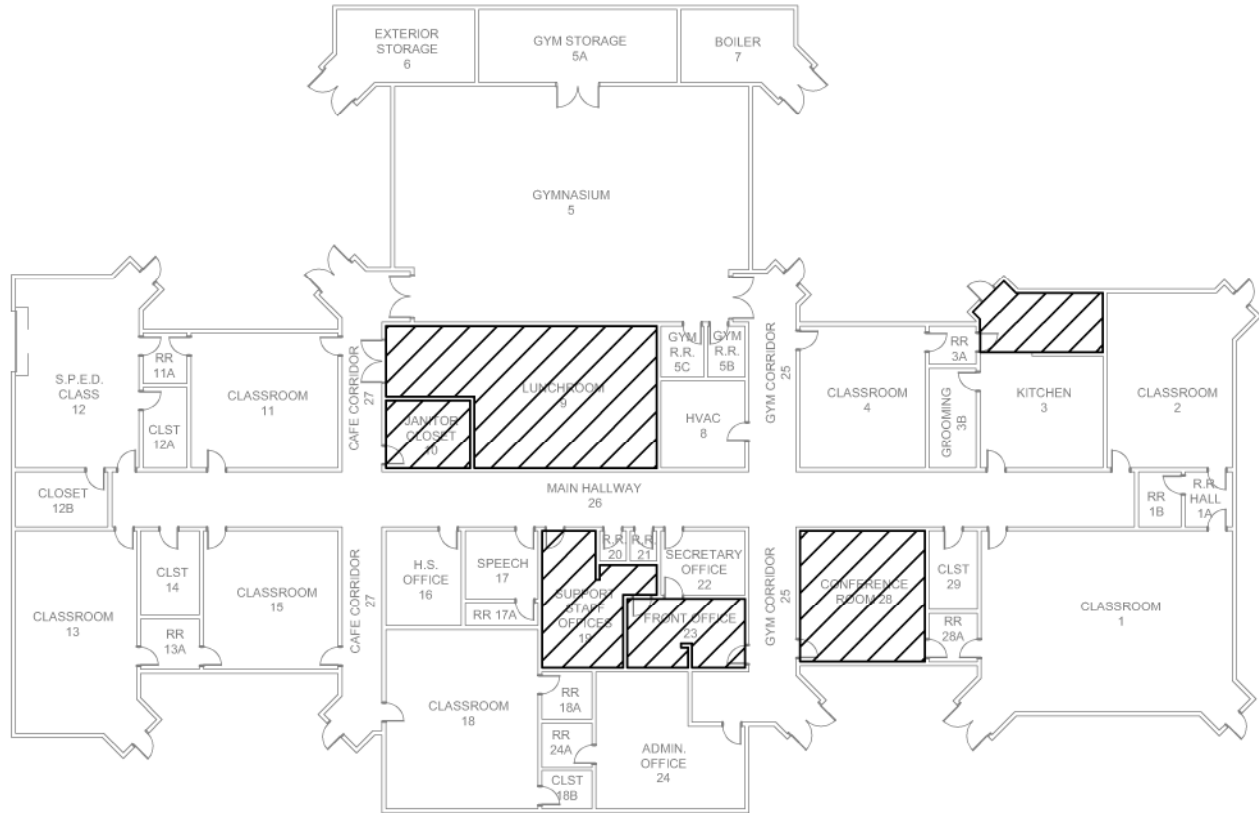 EXTERIOR
STORAGE
6
GYM STORAGE
5A
BOILER
7
GYMNASIUM
5
S.P.E.D.
CLASS
12
RR
11A
CLST
12A
CLASSROOM
11
CAFE CORRIDOR
27
LUNCHROOM
9
JANITOR
CLOSET
10
GYM
R.R.
5C
GYM
R.R.
5B
HVAC
8
GYM CORRIDOR
25
CLASSROOM
4
RR
3A
GROOMING
3B
KITCHEN
3
CLASSROOM
2
CLOSET
12B
MAIN HALLWAY
26
RR
1B
R.R.
HALL
1A
CLASSROOM
13
CLST
14
RR
13A
CLASSROOM
15
CAFE CORRIDOR
27
H.S.
OFFICE
16
SPEECH
17
RR 17A
SUPPORT
STAFF
OFFICES
19
R.R.
20
R.R.
21
SECRETARY
OFFICE
22
FRONT OFFICE
23
GYM CORRIDOR
25
CONFERENCE
ROOM 28
CLST
29
RR
28A
CLASSROOM
1
CLASSROOM
18
RR
18A
RR
24A
CLST
18B
ADMIN.
OFFICE
24